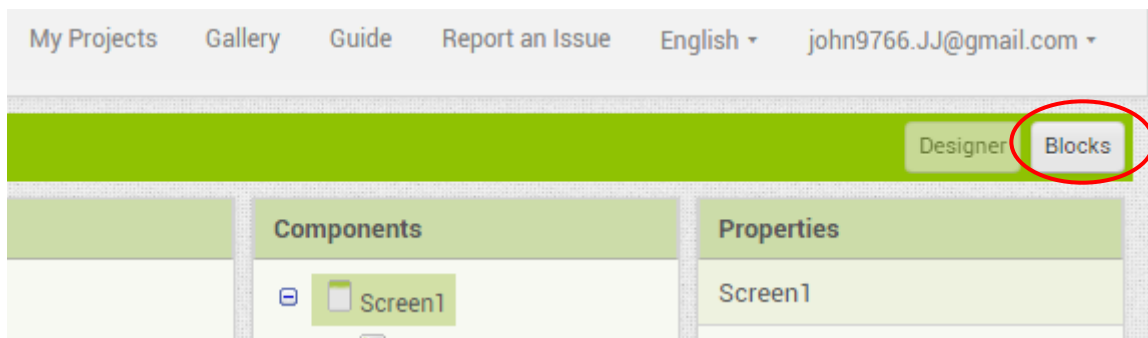 My Projects Gallery Guide Report an Issue English john9766.JJ@gmail.com
Designer Blocks
Components Properties
Screen1 Screen1